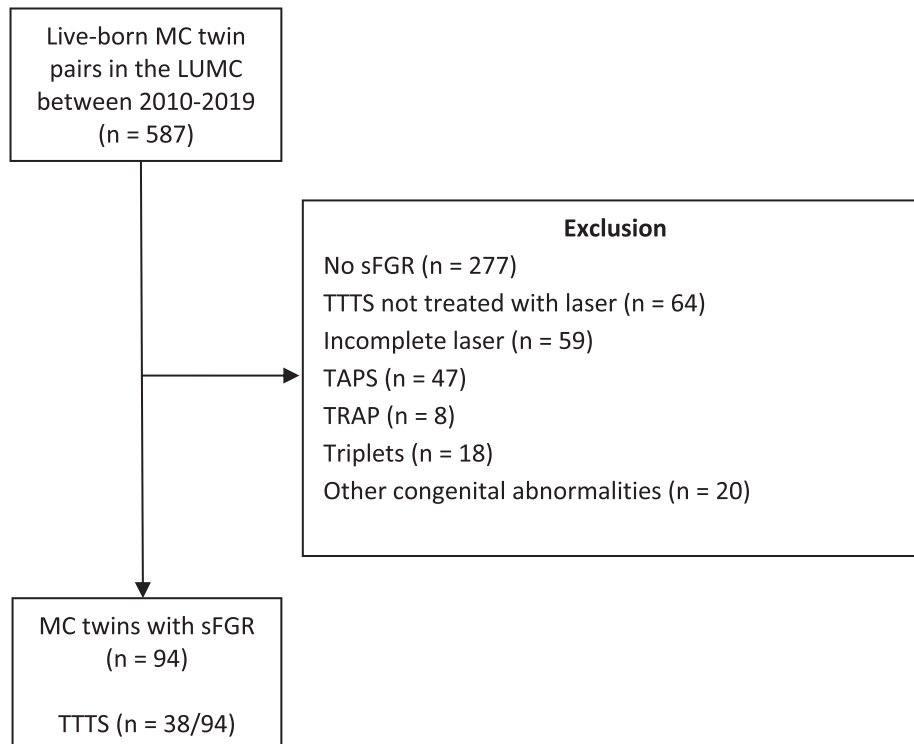 Live-born MC twin
pairs in the LUMC
between 2010-2019
(n = 587)
Exclusion
No sFGR (n = 277)
TTTS not treated with laser (n = 64)
Incomplete laser (n = 59)
TAPS (n = 47)
TRAP (n = 8)
Triplets (n = 18)
Other congenital abnormalities (n = 20)
MC twins with sFGR
(n = 94)
TTTS (n = 38/94)